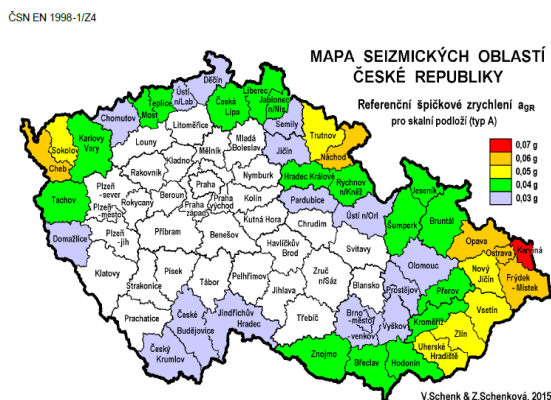 ČSN EN 1998-1/Z4
MAPA SEIZMICKÝCH OBLASTÍ
ČESKÉ REPUBLIKY
Referenční špičkové zrychlení agR
pro skalní podloží (typ A)
0,07 g
0,06 g
0,05 g
0,04 g
0,03 g
Děčín
Ústí
n/Lab
Liberec
Teplice
Most
Česká
Lípa
Jablonec
n/Nis
Chomutov
Litoměřice
Semily
Trutnov
Karlovy
Vary
Sokolov
Cheb
Louny
Mělník
Mladá
Boleslav
Jičín
Náchod
Kladno
Rakovník
Nymburk
Hradec Králové
Rychnov
n/Kněž
Praha
Praha
východ
Praha
západ
Tachov
Plzeň
-sever
Rokycany
Beroun
Kolín
Pardubice
Ústí n/Orl
Jeseník
Šumperk
Bruntál
Plzeň
-město
Kutná Hora
Chrudim
Opava
Ostrava
Karviná
Domažlice
Plzeň
-jih
Příbram
Benešov
Havlíčkův
Brod
Svitavy
Olomouc
Nový
Jičín
Frýdek
-Místek
Klatovy
Písek
Tábor
Pelhřimov
Zruč
n/Sáz
Jihlava
Blansko
Prostějov
Přerov
Vsetín
Strakonice
Prachatice
České
Budějovice
Jindřichův
Hradec
Třebíč
Brno
-město
-venkov
Vyškov
Kroměříž
Zlín
Český
Krumlov
Uherské
Hradiště
Znojmo
Břeclav
Hodonín
V.Schenk & Z.Schenková, 2015